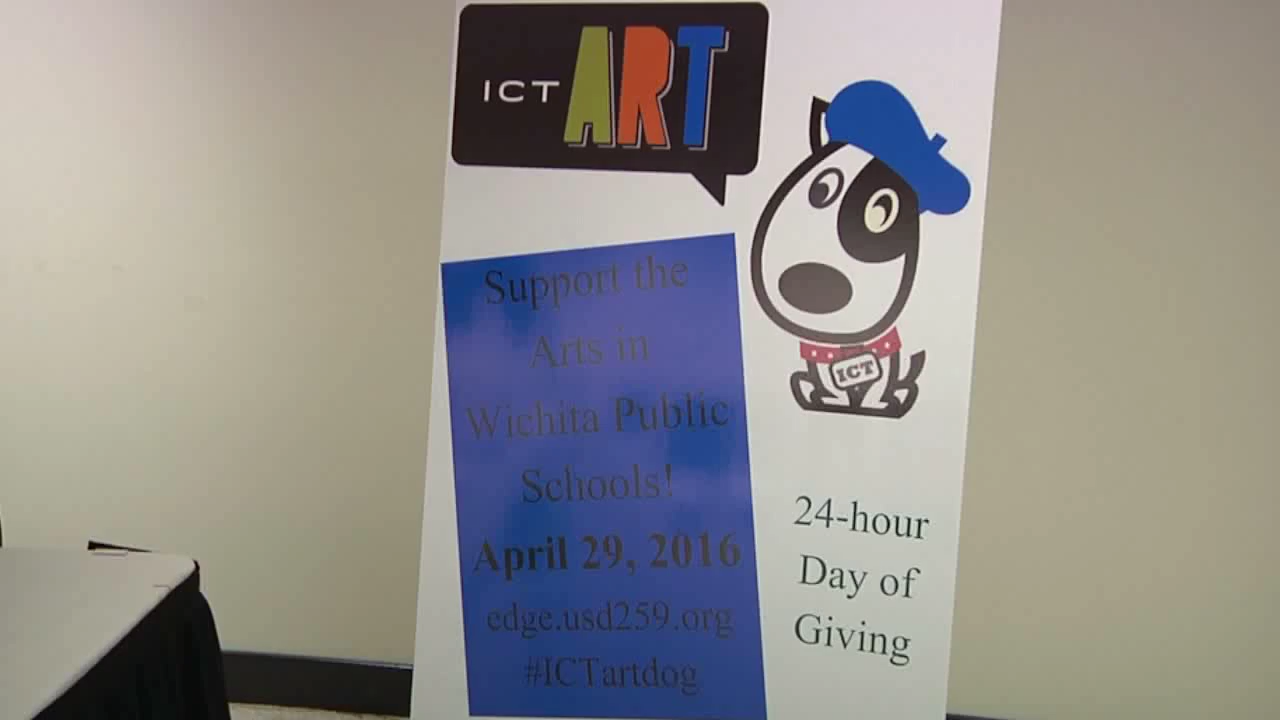 ICT ART
Support the
Arts in
Wichita Public
Schools!
April 29, 2016
edge.usd259.org
#ICTartdog
ICT
24-hour
Day of
Giving